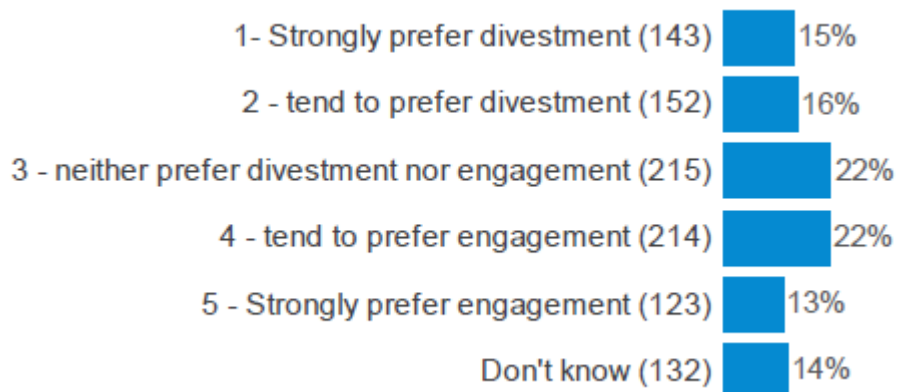 1- Strongly prefer divestment (143) 15%
2 - tend to prefer divestment (152) 16%
3 - neither prefer divestment nor engagement (215) 22%
4 - tend to prefer engagement (214) 22%
5 - Strongly prefer engagement (123) 13%
Don't know (132) 14%